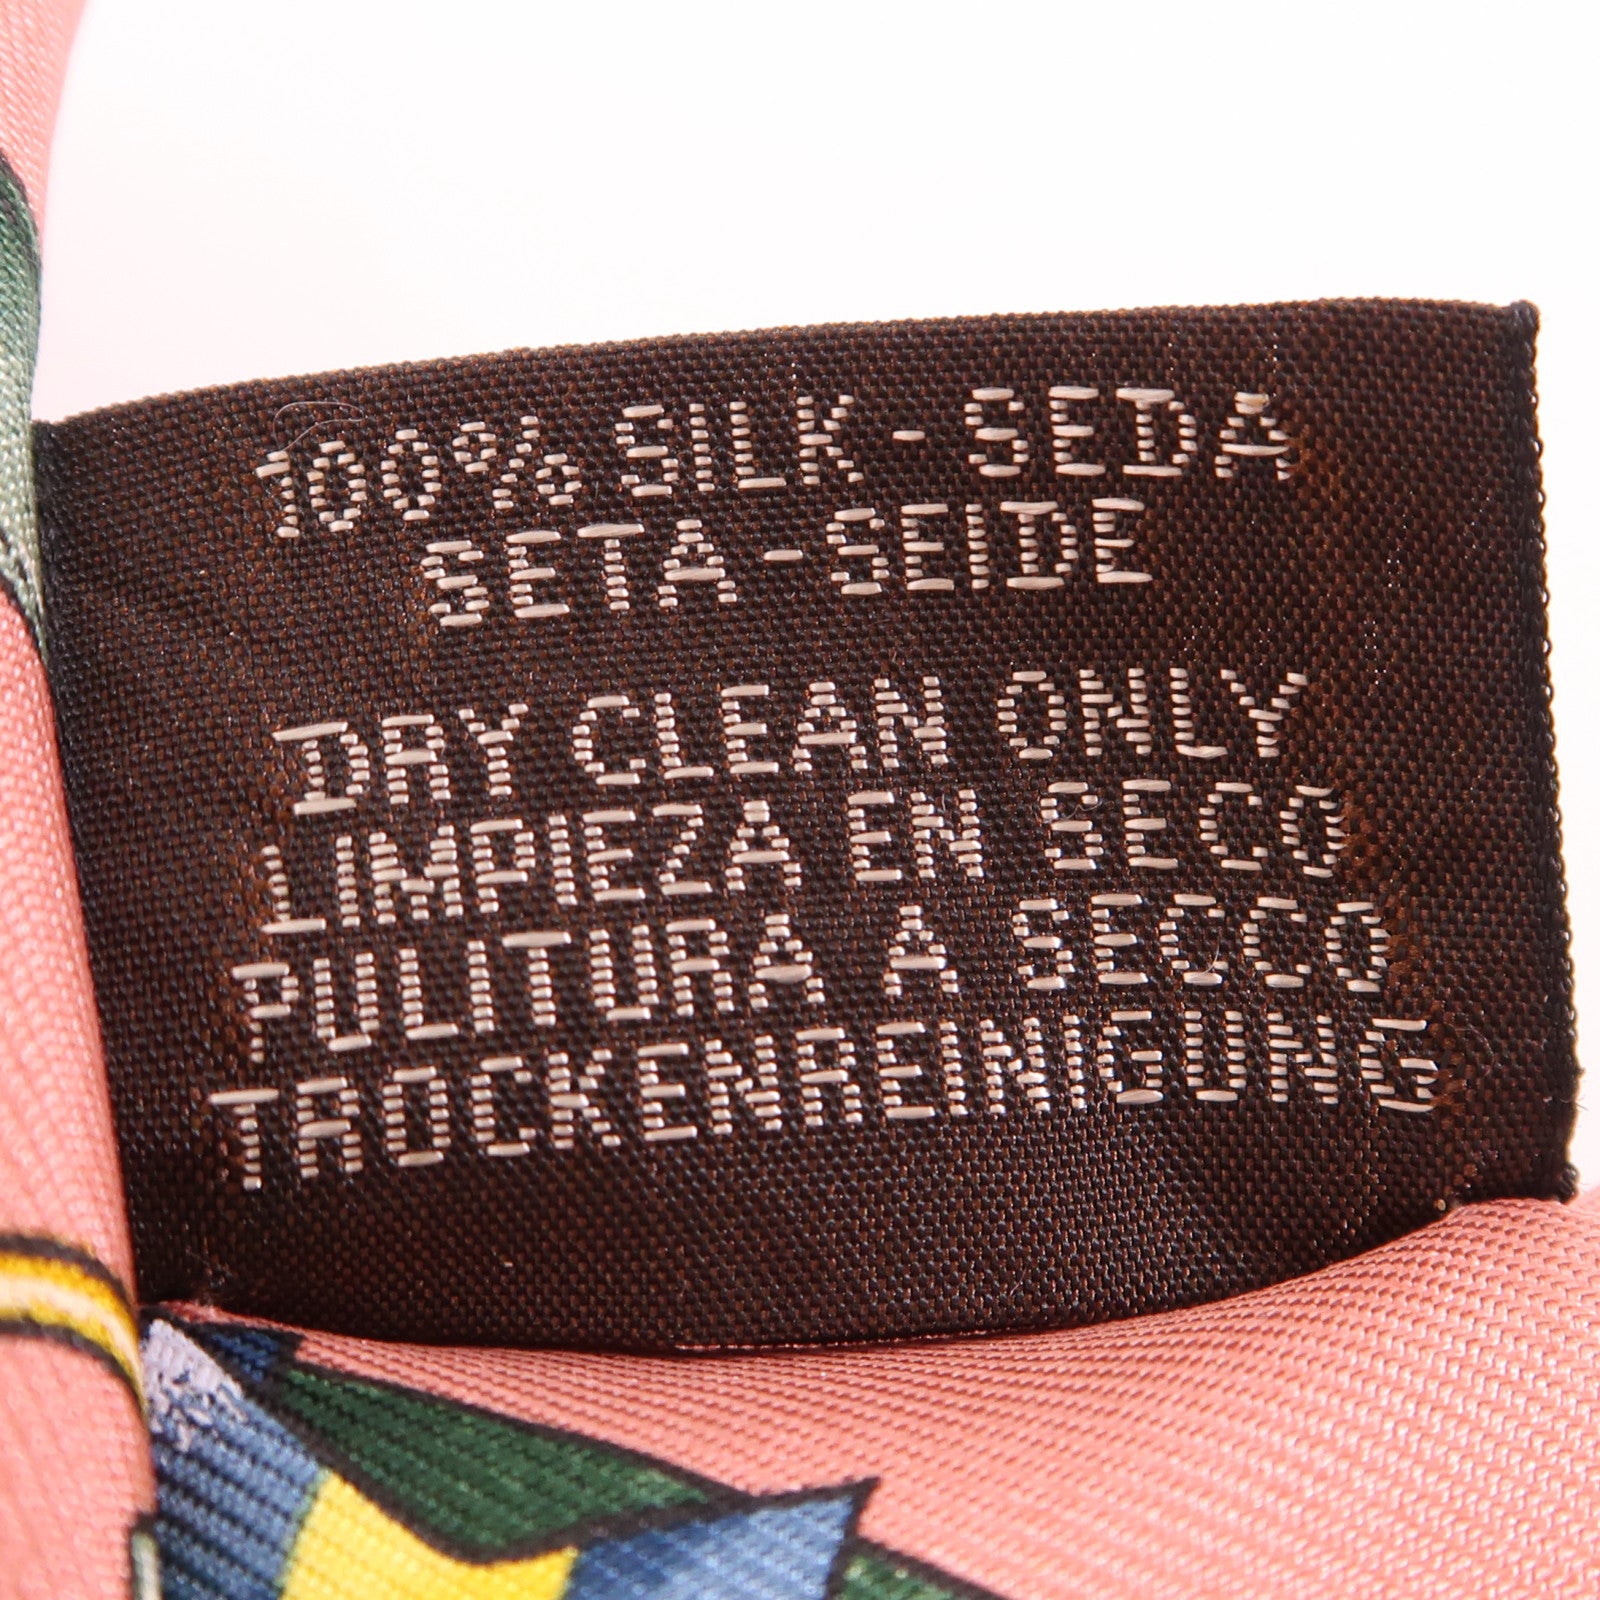 100% SILK - SEDA
SETA - SEIDE
DRY CLEAN ONLY
LIMPIEZA EN SECO
PULITURA A SECCO
TROCKENREINIGUNG